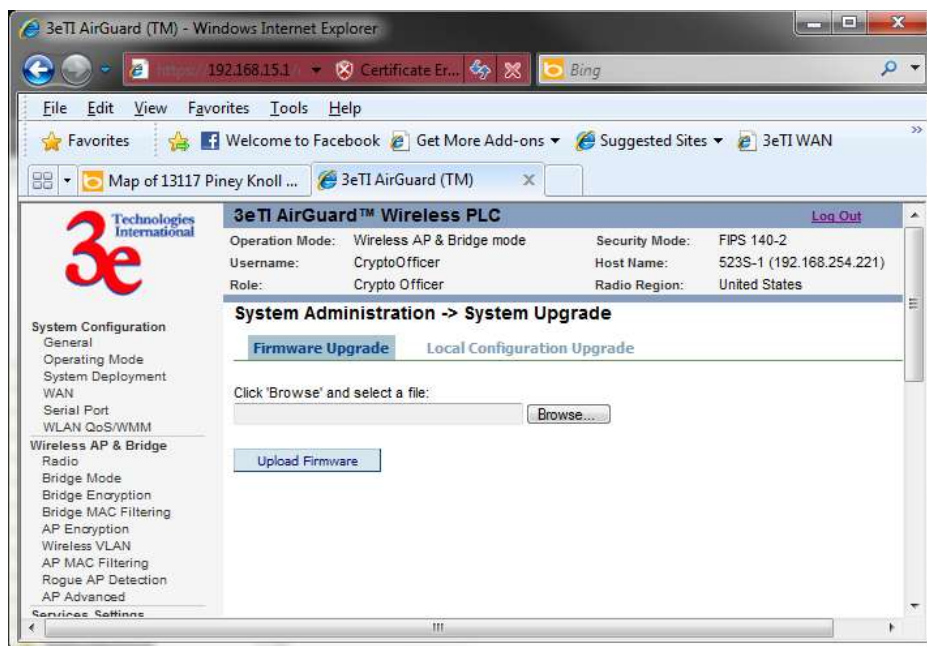 3eTI AirGuard (TM) - Windows Internet Explorer
https://192.168.15.1/ Certificate Er... Bing
File Edit View Favorites Tools Help
Favorites Welcome to Facebook Get More Add-ons Suggested Sites 3eTI WAN »
Map of 13117 Piney Knoll ... 3eTI AirGuard (TM) X
3e Technologies International
3eTI AirGuard™ Wireless PLC Log Out
Operation Mode: Wireless AP & Bridge mode Security Mode: FIPS 140-2
Username: CryptoOfficer Host Name: 523S-1 (192.168.254.221)
Role: Crypto Officer Radio Region: United States
System Administration -> System Upgrade
Firmware Upgrade Local Configuration Upgrade
Click 'Browse' and select a file:
Browse...
Upload Firmware
System Configuration
General
Operating Mode
System Deployment
WAN
Serial Port
WLAN QoS/WMM
Wireless AP & Bridge
Radio
Bridge Mode
Bridge Encryption
Bridge MAC Filtering
AP Encryption
Wireless VLAN
AP MAC Filtering
Rogue AP Detection
AP Advanced
Services Settings